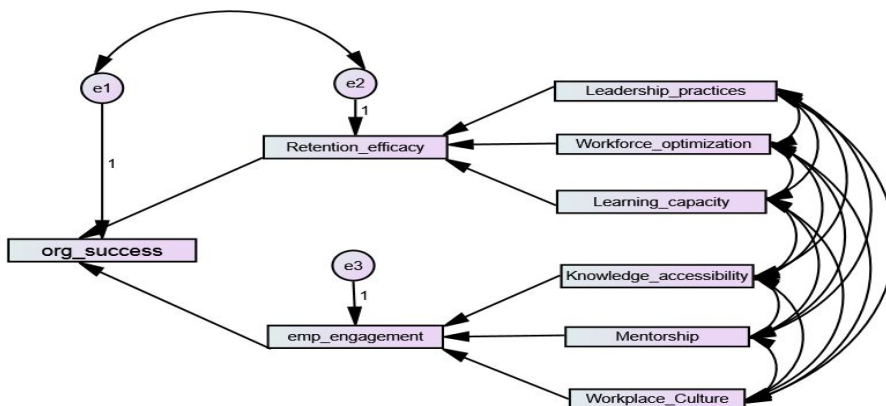 e1
e2
1
1
Leadership_practices
Retention_efficacy
Workforce_optimization
Learning_capacity
org_success
e3
1
Knowledge_accessibility
emp_engagement
Mentorship
Workplace_Culture